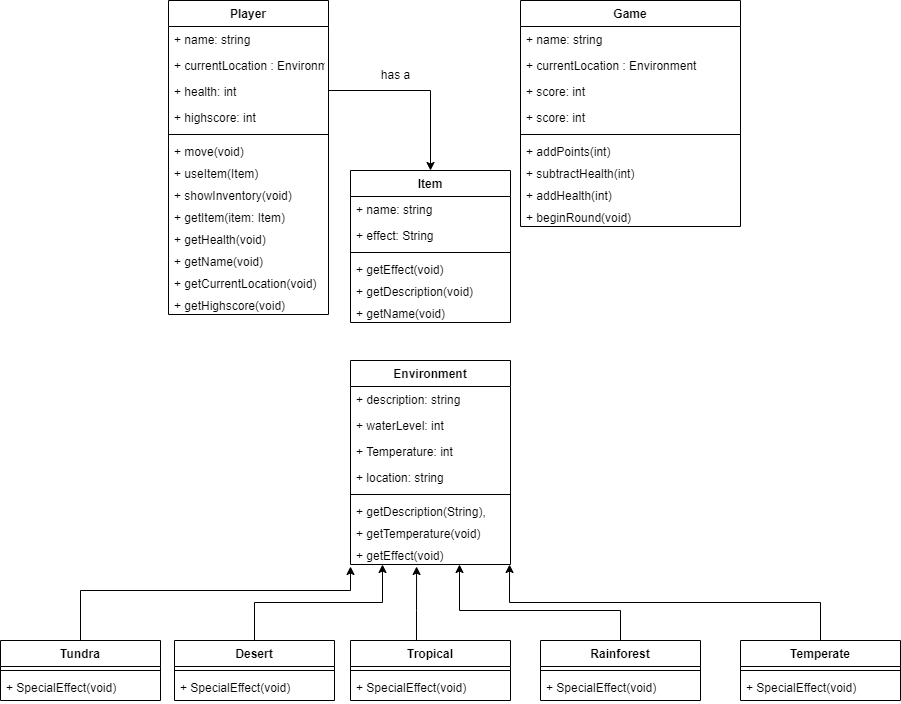 Player
+ name: string
+ currentLocation : Environm
+ health: int
+ highscore: int
+ move(void)
+ useItem(Item)
+ showInventory(void)
+ getItem(item: Item)
+ getHealth(void)
+ getName(void)
+ getCurrentLocation(void)
+ getHighscore(void)
has a
Item
+ name: string
+ effect: String
+ getEffect(void)
+ getDescription(void)
+ getName(void)
Game
+ name: string
+ currentLocation : Environment
+ score: int
+ score: int
+ addPoints(int)
+ subtractHealth(int)
+ addHealth(int)
+ beginRound(void)
Environment
+ description: string
+ waterLevel: int
+ Temperature: int
+ location: string
+ getDescription(String),
+ getTemperature(void)
+ getEffect(void)
Tundra
+ SpecialEffect(void)
Desert
+ SpecialEffect(void)
Tropical
+ SpecialEffect(void)
Rainforest
+ SpecialEffect(void)
Temperate
+ SpecialEffect(void)